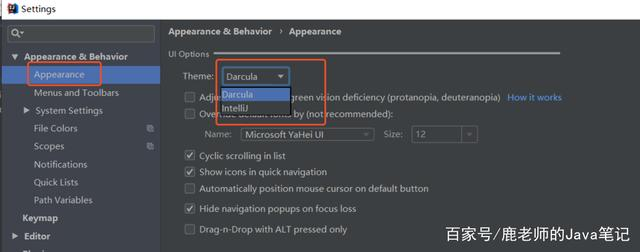 Settings
Appearance & Behavior › Appearance
Appearance & Behavior
UI Options
Appearance
Theme: Darcula
Menus and Toolbars
Darcula
System Settings
green vision deficiency (protanopia, deuteranopia) How it works
IntelliJ
File Colors
by (not recommended):
Scopes
Name: Microsoft YaHei UI Size: 12
Notifications
Cyclic scrolling in list
Quick Lists
Show icons in quick navigation
Path Variables
Automatically position mouse cursor on default button
Keymap
Hide navigation popups on focus loss
Editor
Drag-n-Drop with ALT pressed only
百家号/鹿老师的Java笔记